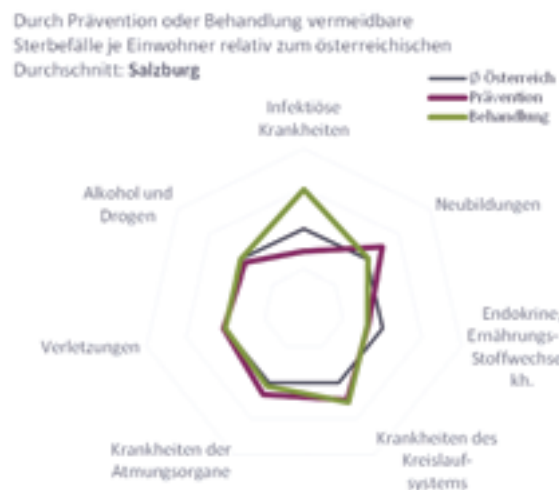 Durch Prävention oder Behandlung vermeidbare
Sterbefälle je Einwohner relativ zum österreichischen
Durchschnitt: Salzburg
Ø Österreich
Prävention
Behandlung
Infektiöse
Krankheiten
Alkohol und
Drogen
Neubildungen
Endokrine,
Ernährungs-
Stoffwechse
kh.
Verletzungen
Krankheiten der
Atmungsorgane
Krankheiten des
Kreislauf-
systems